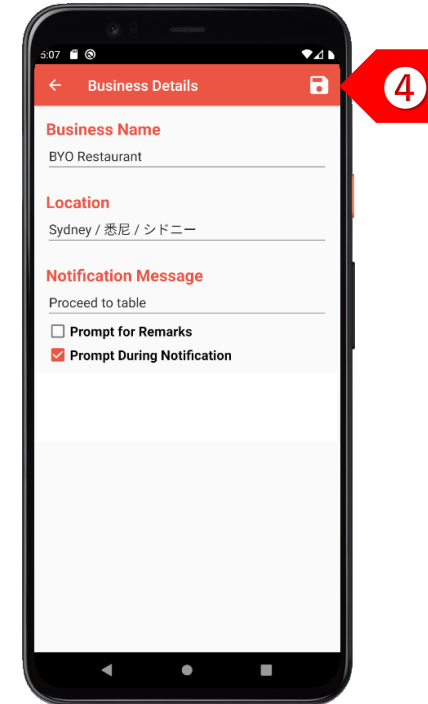 5:07
Business Details
4
Business Name
BYO Restaurant
Location
Sydney / 悉尼 / シドニー
Notification Message
Proceed to table
Prompt for Remarks
Prompt During Notification